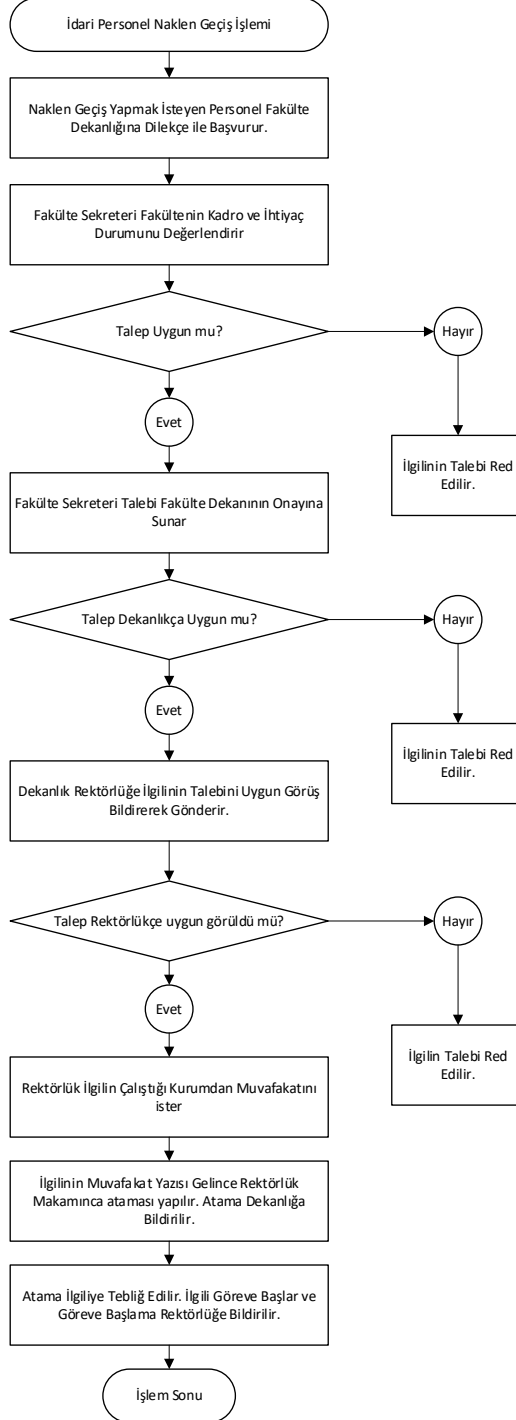 İdari Personel Naklen Geçiş İşlemi
Naklen Geçiş Yapmak İsteyen Personel Fakülte
Dekanlığına Dilekçe ile Başvurur.
Fakülte Sekreteri Fakültenin Kadro ve İhtiyaç
Durumunu Değerlendirir
Talep Uygun mu?
Hayır
Evet
İlgilinin Talebi Red
Edilir.
Fakülte Sekreteri Talebi Fakülte Dekanının Onayına
Sunar
Talep Dekanlıkça Uygun mu?
Hayır
Evet
İlgilinin Talebi Red
Edilir.
Dekanlık Rektörlüğe İlgilinin Talebini Uygun Görüş
Bildirerek Gönderir.
Talep Rektörlükçe uygun görüldü mü?
Hayır
Evet
İlgilin Talebi Red
Edilir.
Rektörlük İlgilin Çalıştığı Kurumdan Muvafakatını
ister
İlgilinin Muvafakat Yazısı Gelince Rektörlük
Makamınca ataması yapılır. Atama Dekanlığa
Bildirilir.
Atama İlgiliye Tebliğ Edilir. İlgili Göreve Başlar ve
Göreve Başlama Rektörlüğe Bildirilir.
İşlem Sonu